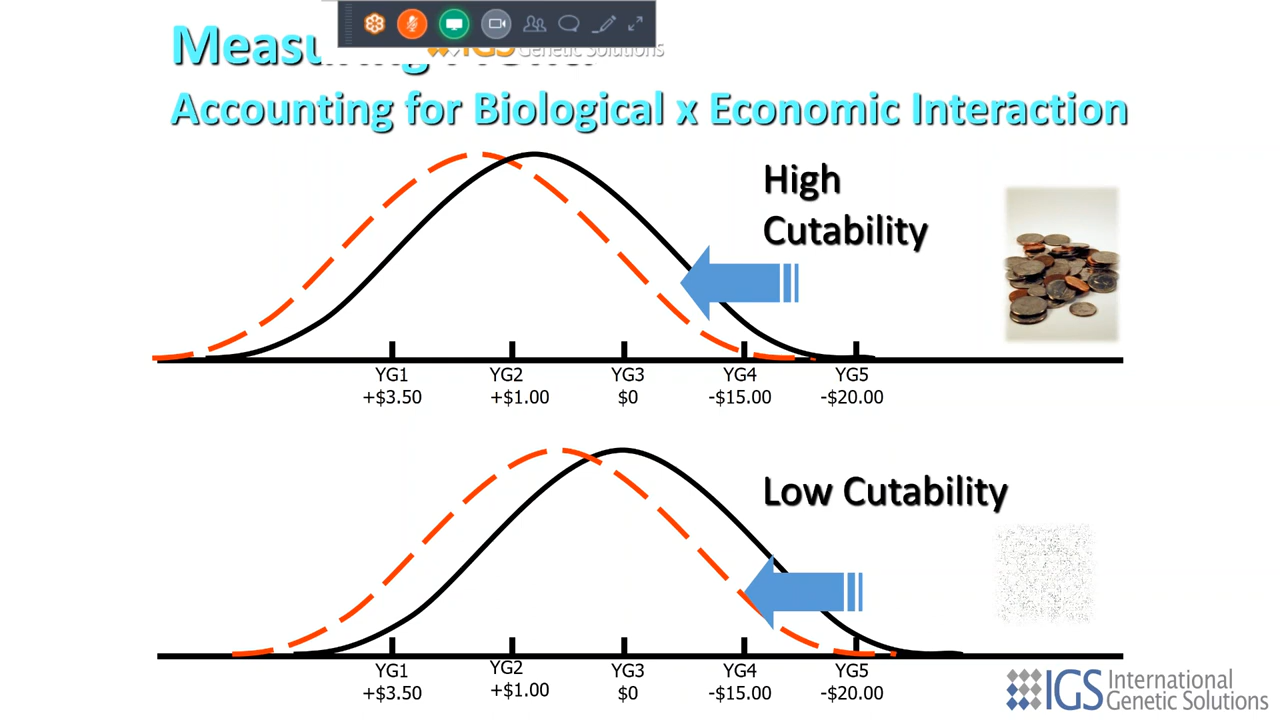 Genetic Solutions
Accounting for Biological x Economic Interaction
High
Cutability
YG1 YG2 YG3 YG4 YG5
+$3.50 +$1.00 $0 -$15.00 -$20.00
Low Cutability
YG1 YG2 YG3 YG4 YG5
+$3.50 +$1.00 $0 -$15.00 -$20.00
IGS International
Genetic Solutions